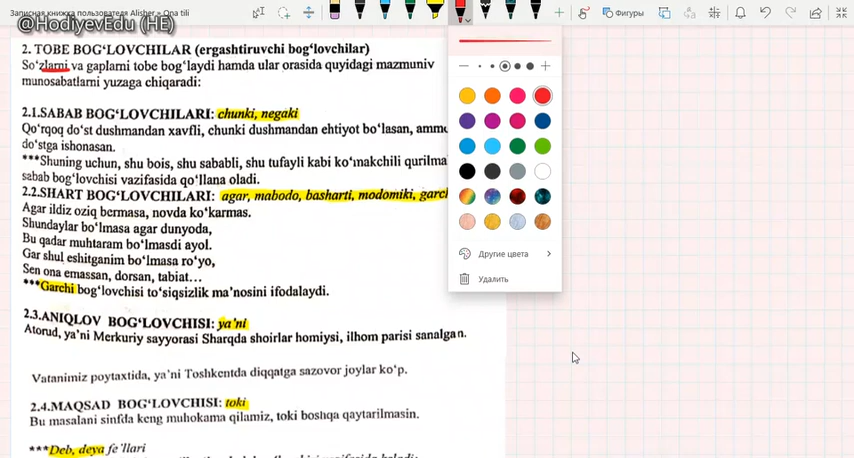 Записная книжка пользователя Alisher » Ona tili
@HodiyevEdu (HE)
Фигуры
2. TOBE BOG‘LOVCHILAR (ergashtiruvchi bog‘lovchilar)
So‘zlarni va gaplarni tobe bog‘laydi hamda ular orasida quyidagi mazmuniy
munosabatlarni yuzaga chiqaradi:
2.1.SABAB BOG‘LOVCHILARI: chunki, negaki
Qo‘rqoq do‘st dushmandan xavfli, chunki dushmandan ehtiyot bo‘lasan, ammo
do‘stga ishonasan.
***Shuning uchun, shu bois, shu sababli, shu tufayli kabi ko‘makchili qurilma
sabab bog‘lovchisi vazifasida qo‘llana oladi.
2.2.SHART BOG‘LOVCHILARI: agar, mabodo, basharti, modomiki, garch
Agar ildiz oziq bermasa, novda ko‘karmas.
Shundaylar bo‘lmasa agar dunyoda,
Bu qadar muhtaram bo‘lmasdi ayol.
Gar shul eshitganim bo‘lmasa ro‘yo,
Sen ona emassan, dorsan, tabiat…
***Garchi bog‘lovchisi to‘siqsizlik ma’nosini ifodalaydi.
2.3.ANIQLOV BOG‘LOVCHISI: ya’ni
Atorud, ya’ni Merkuriy sayyorasi Sharqda shoirlar homiysi, ilhom parisi sanalgan.
Vatanimiz poytaxtida, ya’ni Toshkentda diqqatga sazovor joylar ko‘p.
2.4.MAQSAD BOG‘LOVCHISI: toki
Bu masalani sinfda keng muhokama qilamiz, toki boshqa qaytarilmasin.
***Deb, deya fe’llari
Другие цвета
Удалить